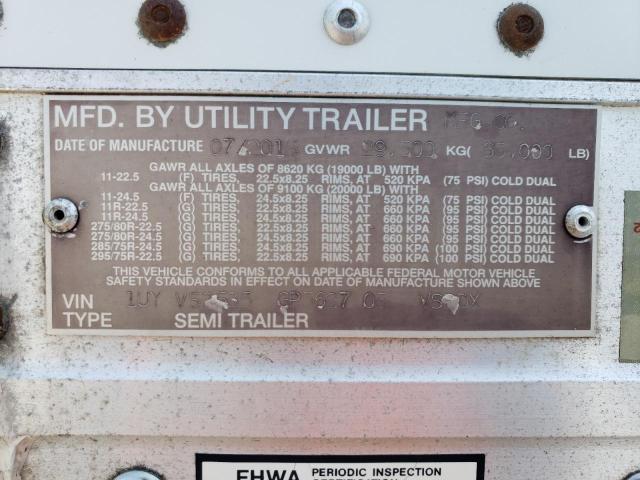 MFD. BY UTILITY TRAILER MFG. CO.
DATE OF MANUFACTURE GVWR KG( LB)
GAWR ALL AXLES OF 8620 KG (19000 LB) WITH
11-22.5 (F) TIRES, 22.5x8.25 RIMS, AT 520 KPA (75 PSI) COLD DUAL
GAWR ALL AXLES OF 9100 KG (20000 LB) WITH
11-24.5 (F) TIRES, 24.5x8.25 RIMS, AT 520 KPA (75 PSI) COLD DUAL
11R-22.5 (G) TIRES, 22.5x8.25 RIMS, AT 660 KPA (95 PSI) COLD DUAL
11R-24.5 (G) TIRES, 24.5x8.25 RIMS, AT 660 KPA (95 PSI) COLD DUAL
275/80R-22.5 (G) TIRES, 22.5x8.25 RIMS, AT 660 KPA (95 PSI) COLD DUAL
275/80R-24.5 (G) TIRES, 24.5x8.25 RIMS, AT 660 KPA (95 PSI) COLD DUAL
285/75R-24.5 (G) TIRES, 24.5x8.25 RIMS, AT 690 KPA (100 PSI) COLD DUAL
295/75R-22.5 (G) TIRES, 22.5x8.25 RIMS, AT 690 KPA (100 PSI) COLD DUAL
THIS VEHICLE CONFORMS TO ALL APPLICABLE FEDERAL MOTOR VEHICLE
SAFETY STANDARDS IN EFFECT ON DATE OF MANUFACTURE SHOWN ABOVE
VIN 1UY
TYPE SEMI TRAILER
FHWA PERIODIC INSPECTION
CERTIFICATION